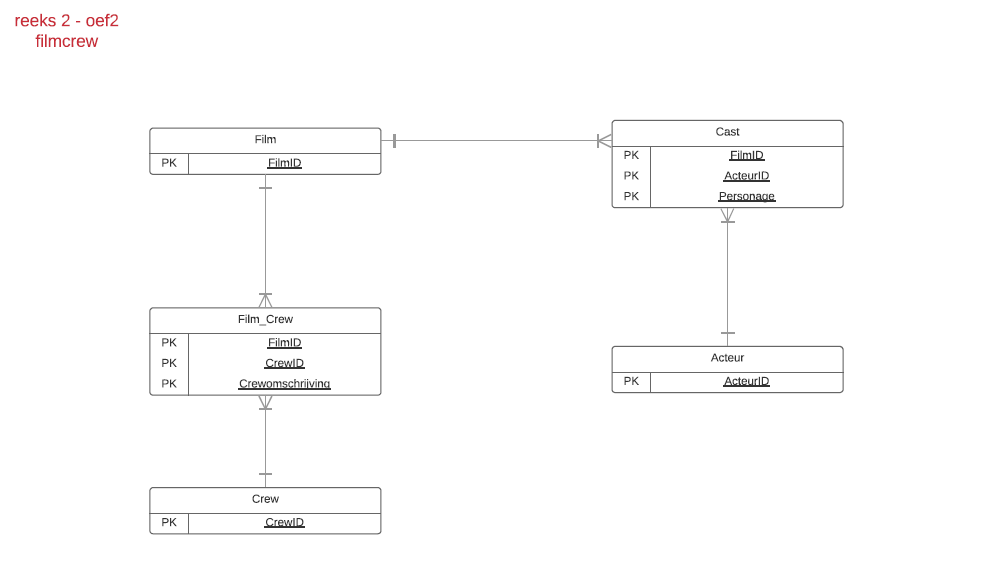 reeks 2 - oef2
filmcrew
Film
PK FilmID
Cast
PK FilmID
PK ActeurID
PK Personage
Film_Crew
PK FilmID
PK CrewID
PK Crewomschrijving
Acteur
PK ActeurID
Crew
PK CrewID